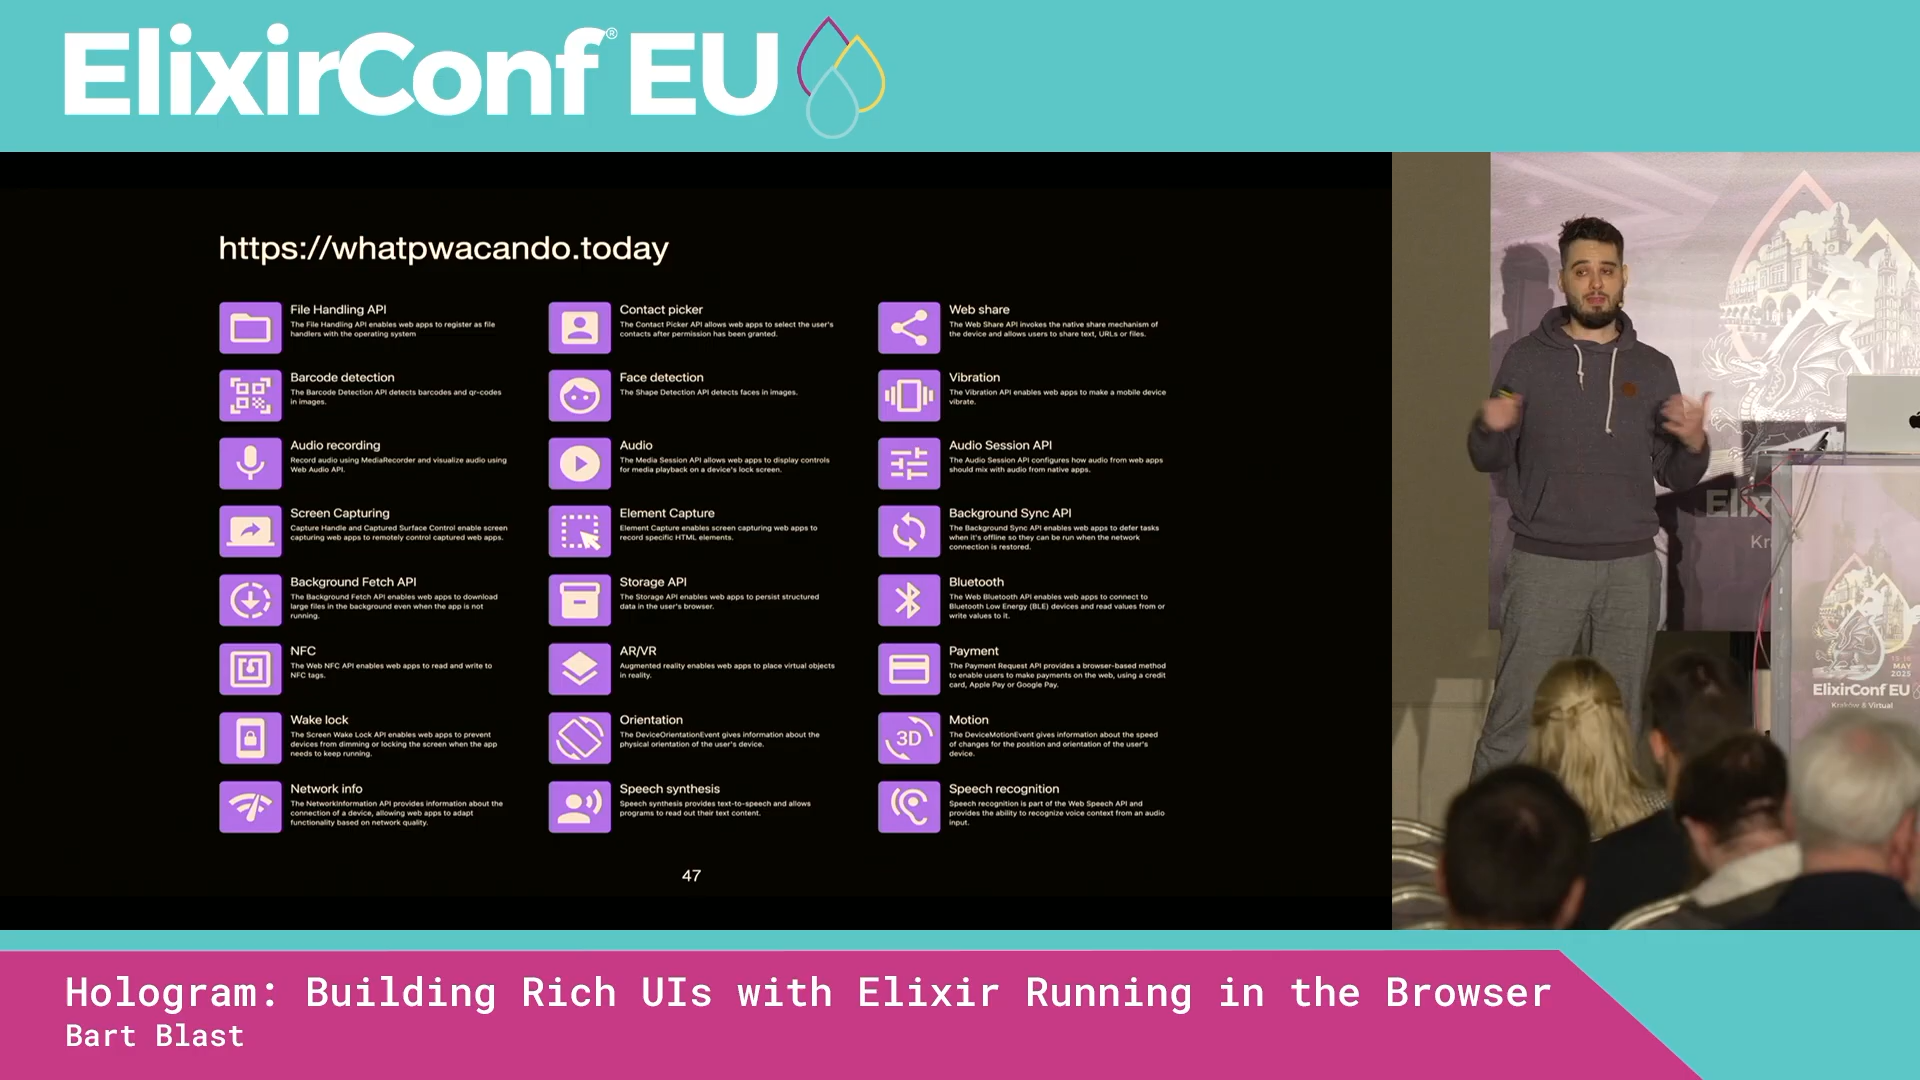 ElixirConf® EU
https://whatpwacando.today
File Handling API
The File Handling API enables web apps to register as file
handlers with the operating system
Contact picker
The Contact Picker API allows web apps to select the user's
contacts after permission has been granted.
Web share
The Web Share API invokes the native share mechanism of
the device and allows users to share text, URLs or files.
Barcode detection
The Barcode Detection API detects barcodes and qr-codes
in images.
Face detection
The Shape Detection API detects faces in images.
Vibration
The Vibration API enables web apps to make a mobile device
vibrate.
Audio recording
Record audio using MediaRecorder and visualize audio using
Web Audio API.
Audio
The Media Session API allows web apps to display controls
for media playback on a device's lock screen.
Audio Session API
The Audio Session API configures how audio from web apps
should mix with audio from native apps.
Screen Capturing
Capture Handle and Captured Surface Control enable screen
capturing web apps to remotely control captured web apps.
Element Capture
Element Capture enables screen capturing web apps to
record specific HTML elements.
Background Sync API
The Background Sync API enables web apps to defer tasks
when it's offline so they can be run when the network
connection is restored.
Background Fetch API
The Background Fetch API enables web apps to download
large files in the background even when the app is not
running.
Storage API
The Storage API enables web apps to persist structured
data in the user's browser.
Bluetooth
The Web Bluetooth API enables web apps to connect to
Bluetooth Low Energy (BLE) devices and read values from or
write values to it.
NFC
The Web NFC API enables web apps to read and write to
NFC tags.
AR/VR
Augmented reality enables web apps to place virtual objects
in reality.
Payment
The Payment Request API provides a browser-based method
to enable users to make payments on the web, using a credit
card, Apple Pay or Google Pay.
Wake lock
The Screen Wake Lock API enables web apps to prevent
devices from dimming or locking the screen when the app
needs to keep running.
Orientation
The DeviceOrientationEvent gives information about the
physical orientation of the user's device.
3D
Motion
The DeviceMotionEvent gives information about the speed
of changes for the position and orientation of the user's
device.
Network info
The NetworkInformation API provides information about the
connection of a device, allowing web apps to adapt
functionality based on network quality.
Speech synthesis
Speech synthesis provides text-to-speech and allows
programs to read out their text content.
Speech recognition
Speech recognition is part of the Web Speech API and
provides the ability to recognize voice context from an audio
input.
47
Elix
Kr
15-16
MAY
2025
ElixirConf EU
Kraków & Virtual
Hologram: Building Rich UIs with Elixir Running in the Browser
Bart Blast